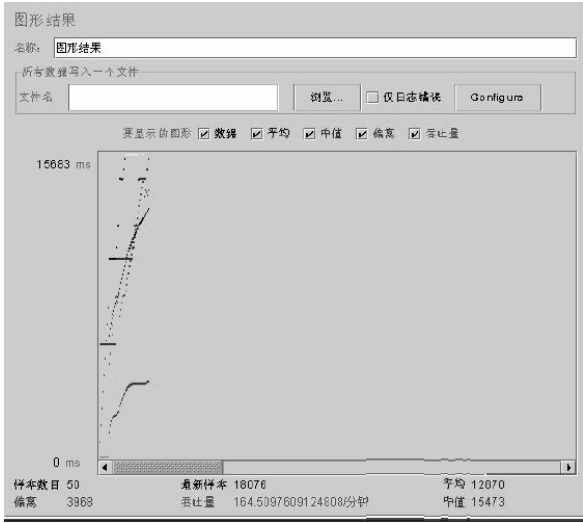 图形结果
名称: 图形结果
所有数据写入一个文件
文件名 浏览... 仅日志错误 Configure
要显示的图形 数据 平均 中值 偏离 吞吐量
15683 ms
0 ms
样本数目 50 最新样本 18076 平均 12870
偏离 3968 吞吐量 164.5097609124808/分钟 中值 15473